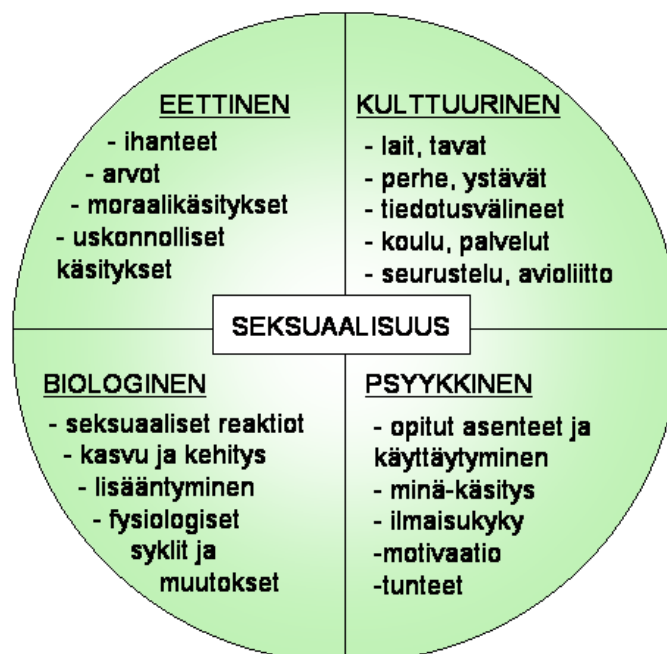 EETTINEN
- ihanteet
- arvot
- moraalikäsitykset
- uskonnolliset
käsitykset
KULTTUURINEN
- lait, tavat
- perhe, ystävät
- tiedotusvälineet
- koulu, palvelut
- seurustelu, avioliitto
SEKSUAALISUUS
BIOLOGINEN
- seksuaaliset reaktiot
- kasvu ja kehitys
- lisääntyminen
- fysiologiset
syklit ja
muutokset
PSYYKKINEN
- opitut asenteet ja
käyttäytyminen
- minä-käsitys
- ilmaisukyky
-motivaatio
-tunteet